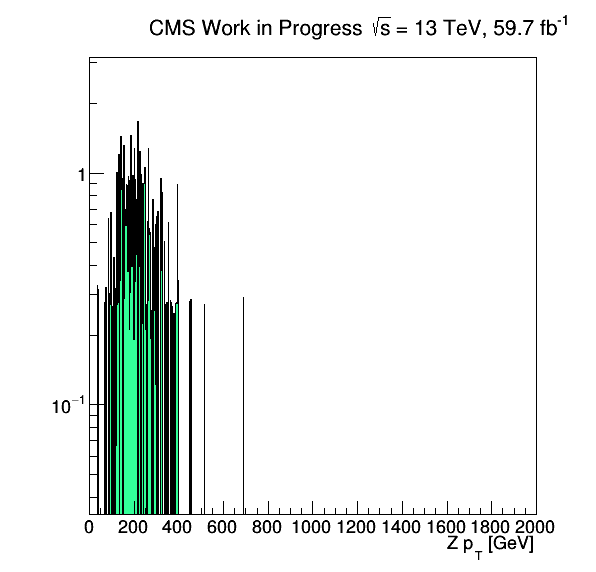 CMS Work in Progress √s = 13 TeV, 59.7 fb⁻¹
1
10⁻¹
0 200 400 600 800 1000 1200 1400 1600 1800 2000
Z p_T [GeV]